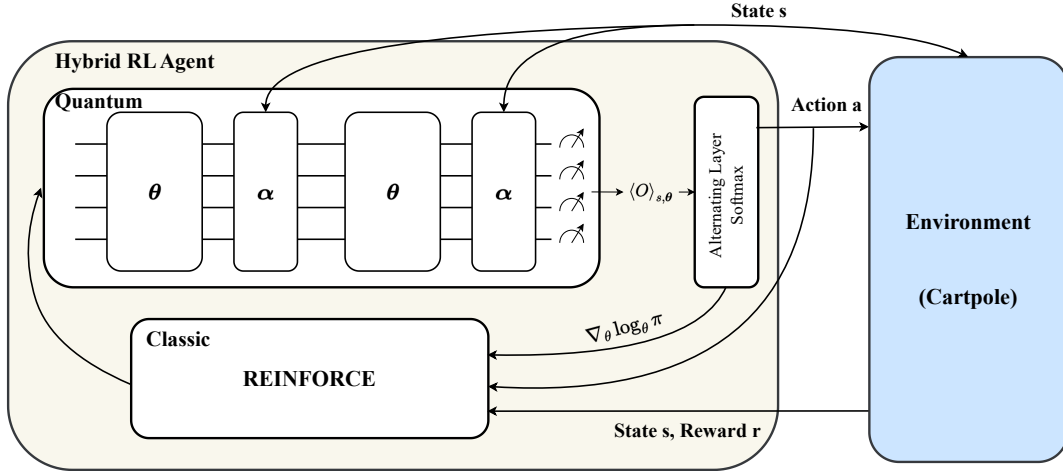 State s
Hybrid RL Agent
Quantum
θ
α
θ
α
⟨O⟩s,θ
Alternating Layer
Softmax
Action a
Environment
(Cartpole)
∇θ logθ π
Classic
REINFORCE
State s, Reward r